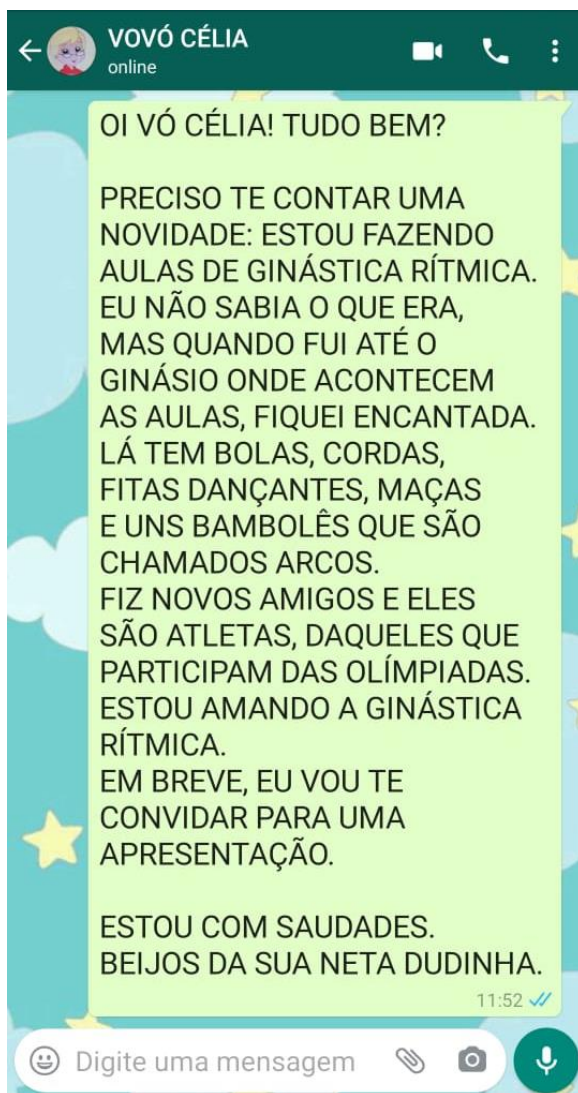 VOVÓ CÉLIA
online
OI VÓ CÉLIA! TUDO BEM?
PRECISO TE CONTAR UMA
NOVIDADE: ESTOU FAZENDO
AULAS DE GINÁSTICA RÍTMICA.
EU NÃO SABIA O QUE ERA,
MAS QUANDO FUI ATÉ O
GINÁSIO ONDE ACONTECEM
AS AULAS, FIQUEI ENCANTADA.
LÁ TEM BOLAS, CORDAS,
FITAS DANÇANTES, MAÇAS
E UNS BAMBOLÊS QUE SÃO
CHAMADOS ARCOS.
FIZ NOVOS AMIGOS E ELES
SÃO ATLETAS, DAQUELES QUE
PARTICIPAM DAS OLÍMPIADAS.
ESTOU AMANDO A GINÁSTICA
RÍTMICA.
EM BREVE, EU VOU TE
CONVIDAR PARA UMA
APRESENTAÇÃO.
ESTOU COM SAUDADES.
BEIJOS DA SUA NETA DUDINHA.
11:52
Digite uma mensagem